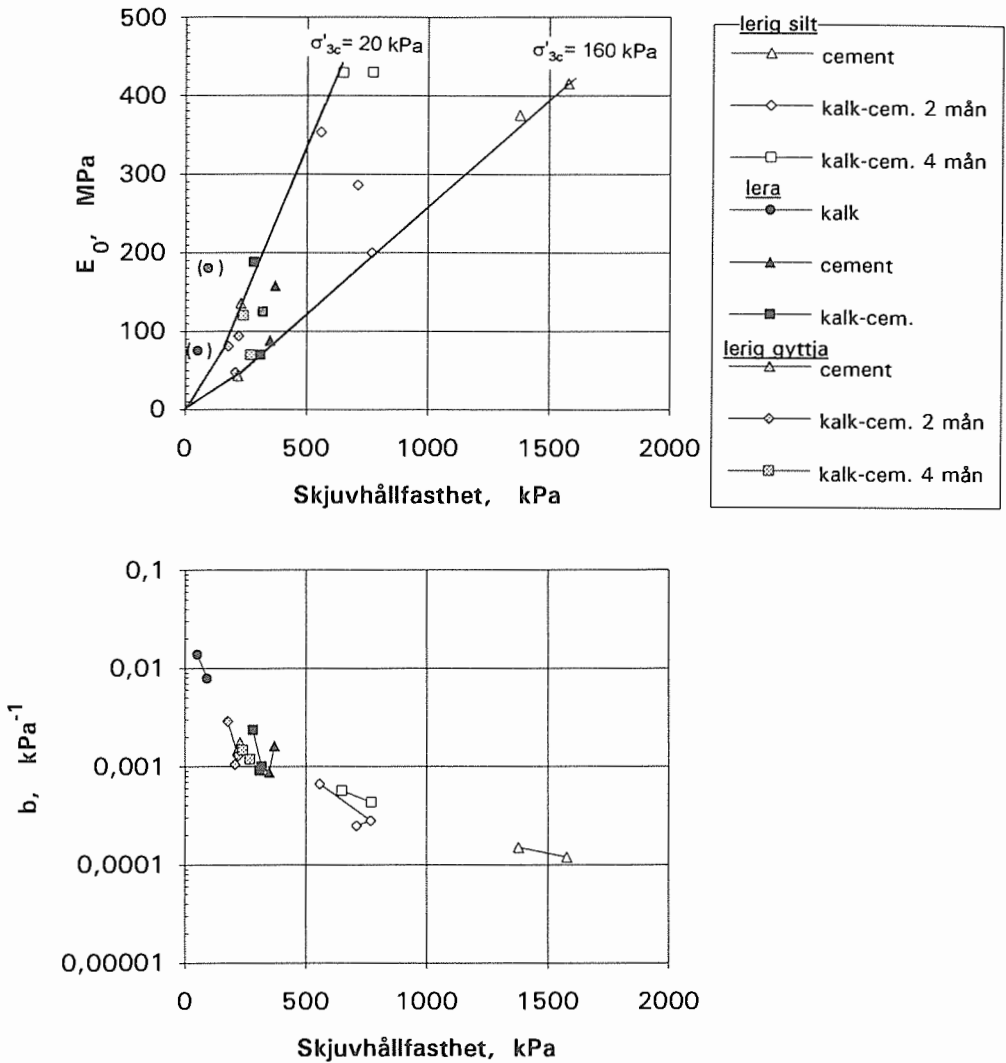 500
400
300
200
100
0
E₀, MPa
σ'₃c= 20 kPa
σ'₃c= 160 kPa
( )
( )
0 500 1000 1500 2000
Skjuvhållfasthet, kPa
lerig silt
cement
kalk-cem. 2 mån
kalk-cem. 4 mån
lera
kalk
cement
kalk-cem.
lerig gyttja
cement
kalk-cem. 2 mån
kalk-cem. 4 mån
0,1
0,01
0,001
0,0001
0,00001
b, kPa⁻¹
0 500 1000 1500 2000
Skjuvhållfasthet, kPa